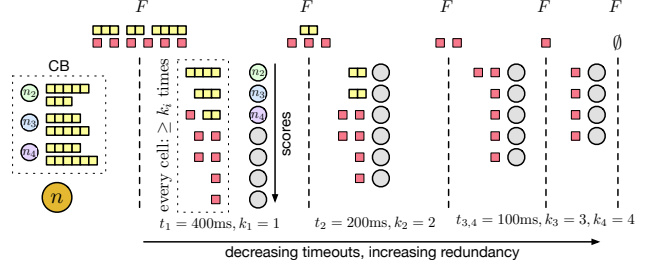 F F F F
∅
CB
n₂
n₃
n₄
n
every cell: ≥ kᵢ times
n₂
n₃
n₄
scores
t₁ = 400ms, k₁ = 1
t₂ = 200ms, k₂ = 2
t₃,₄ = 100ms, k₃ = 3, k₄ = 4
decreasing timeouts, increasing redundancy